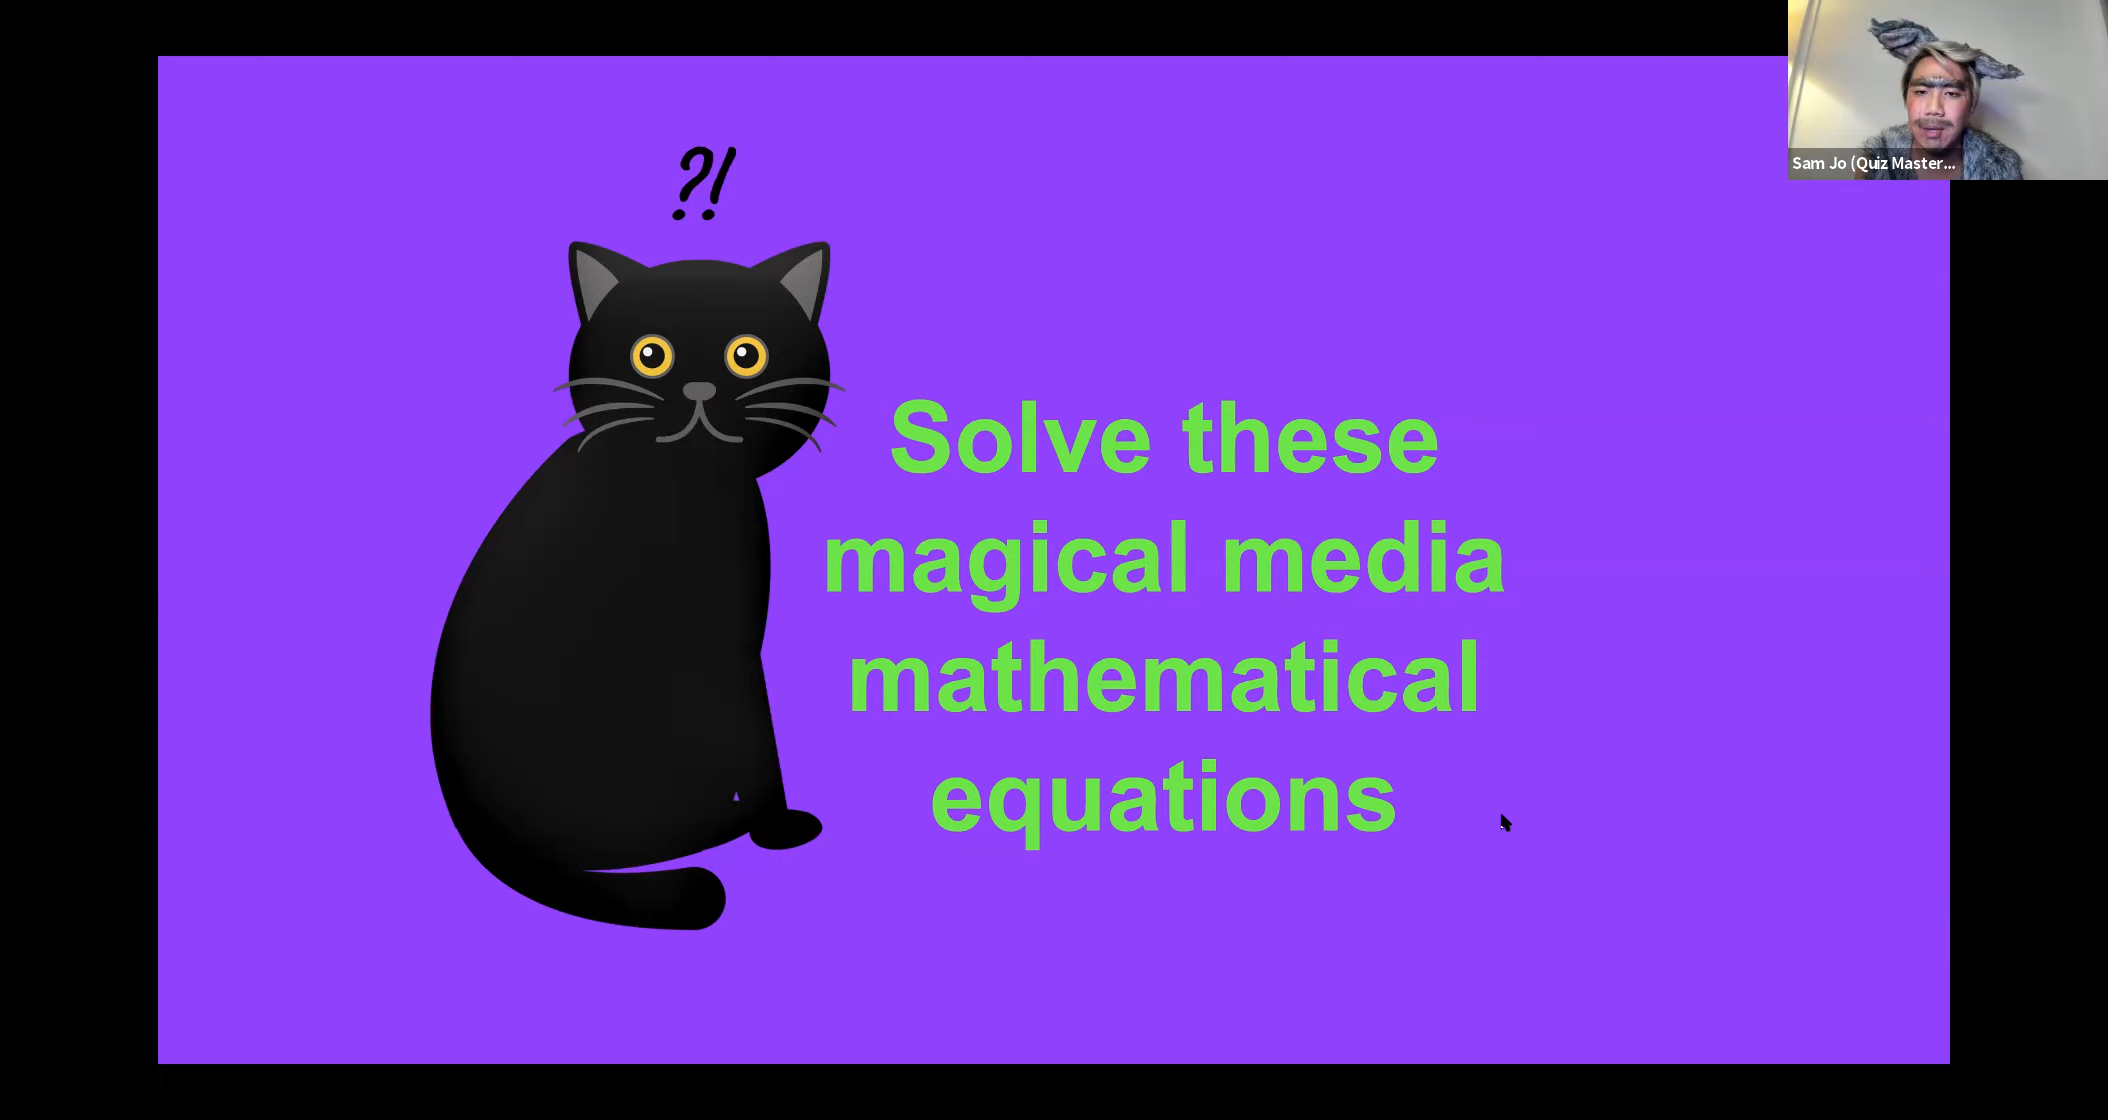 ?!
Solve these
magical media
mathematical
equations
Sam Jo (Quiz Master...